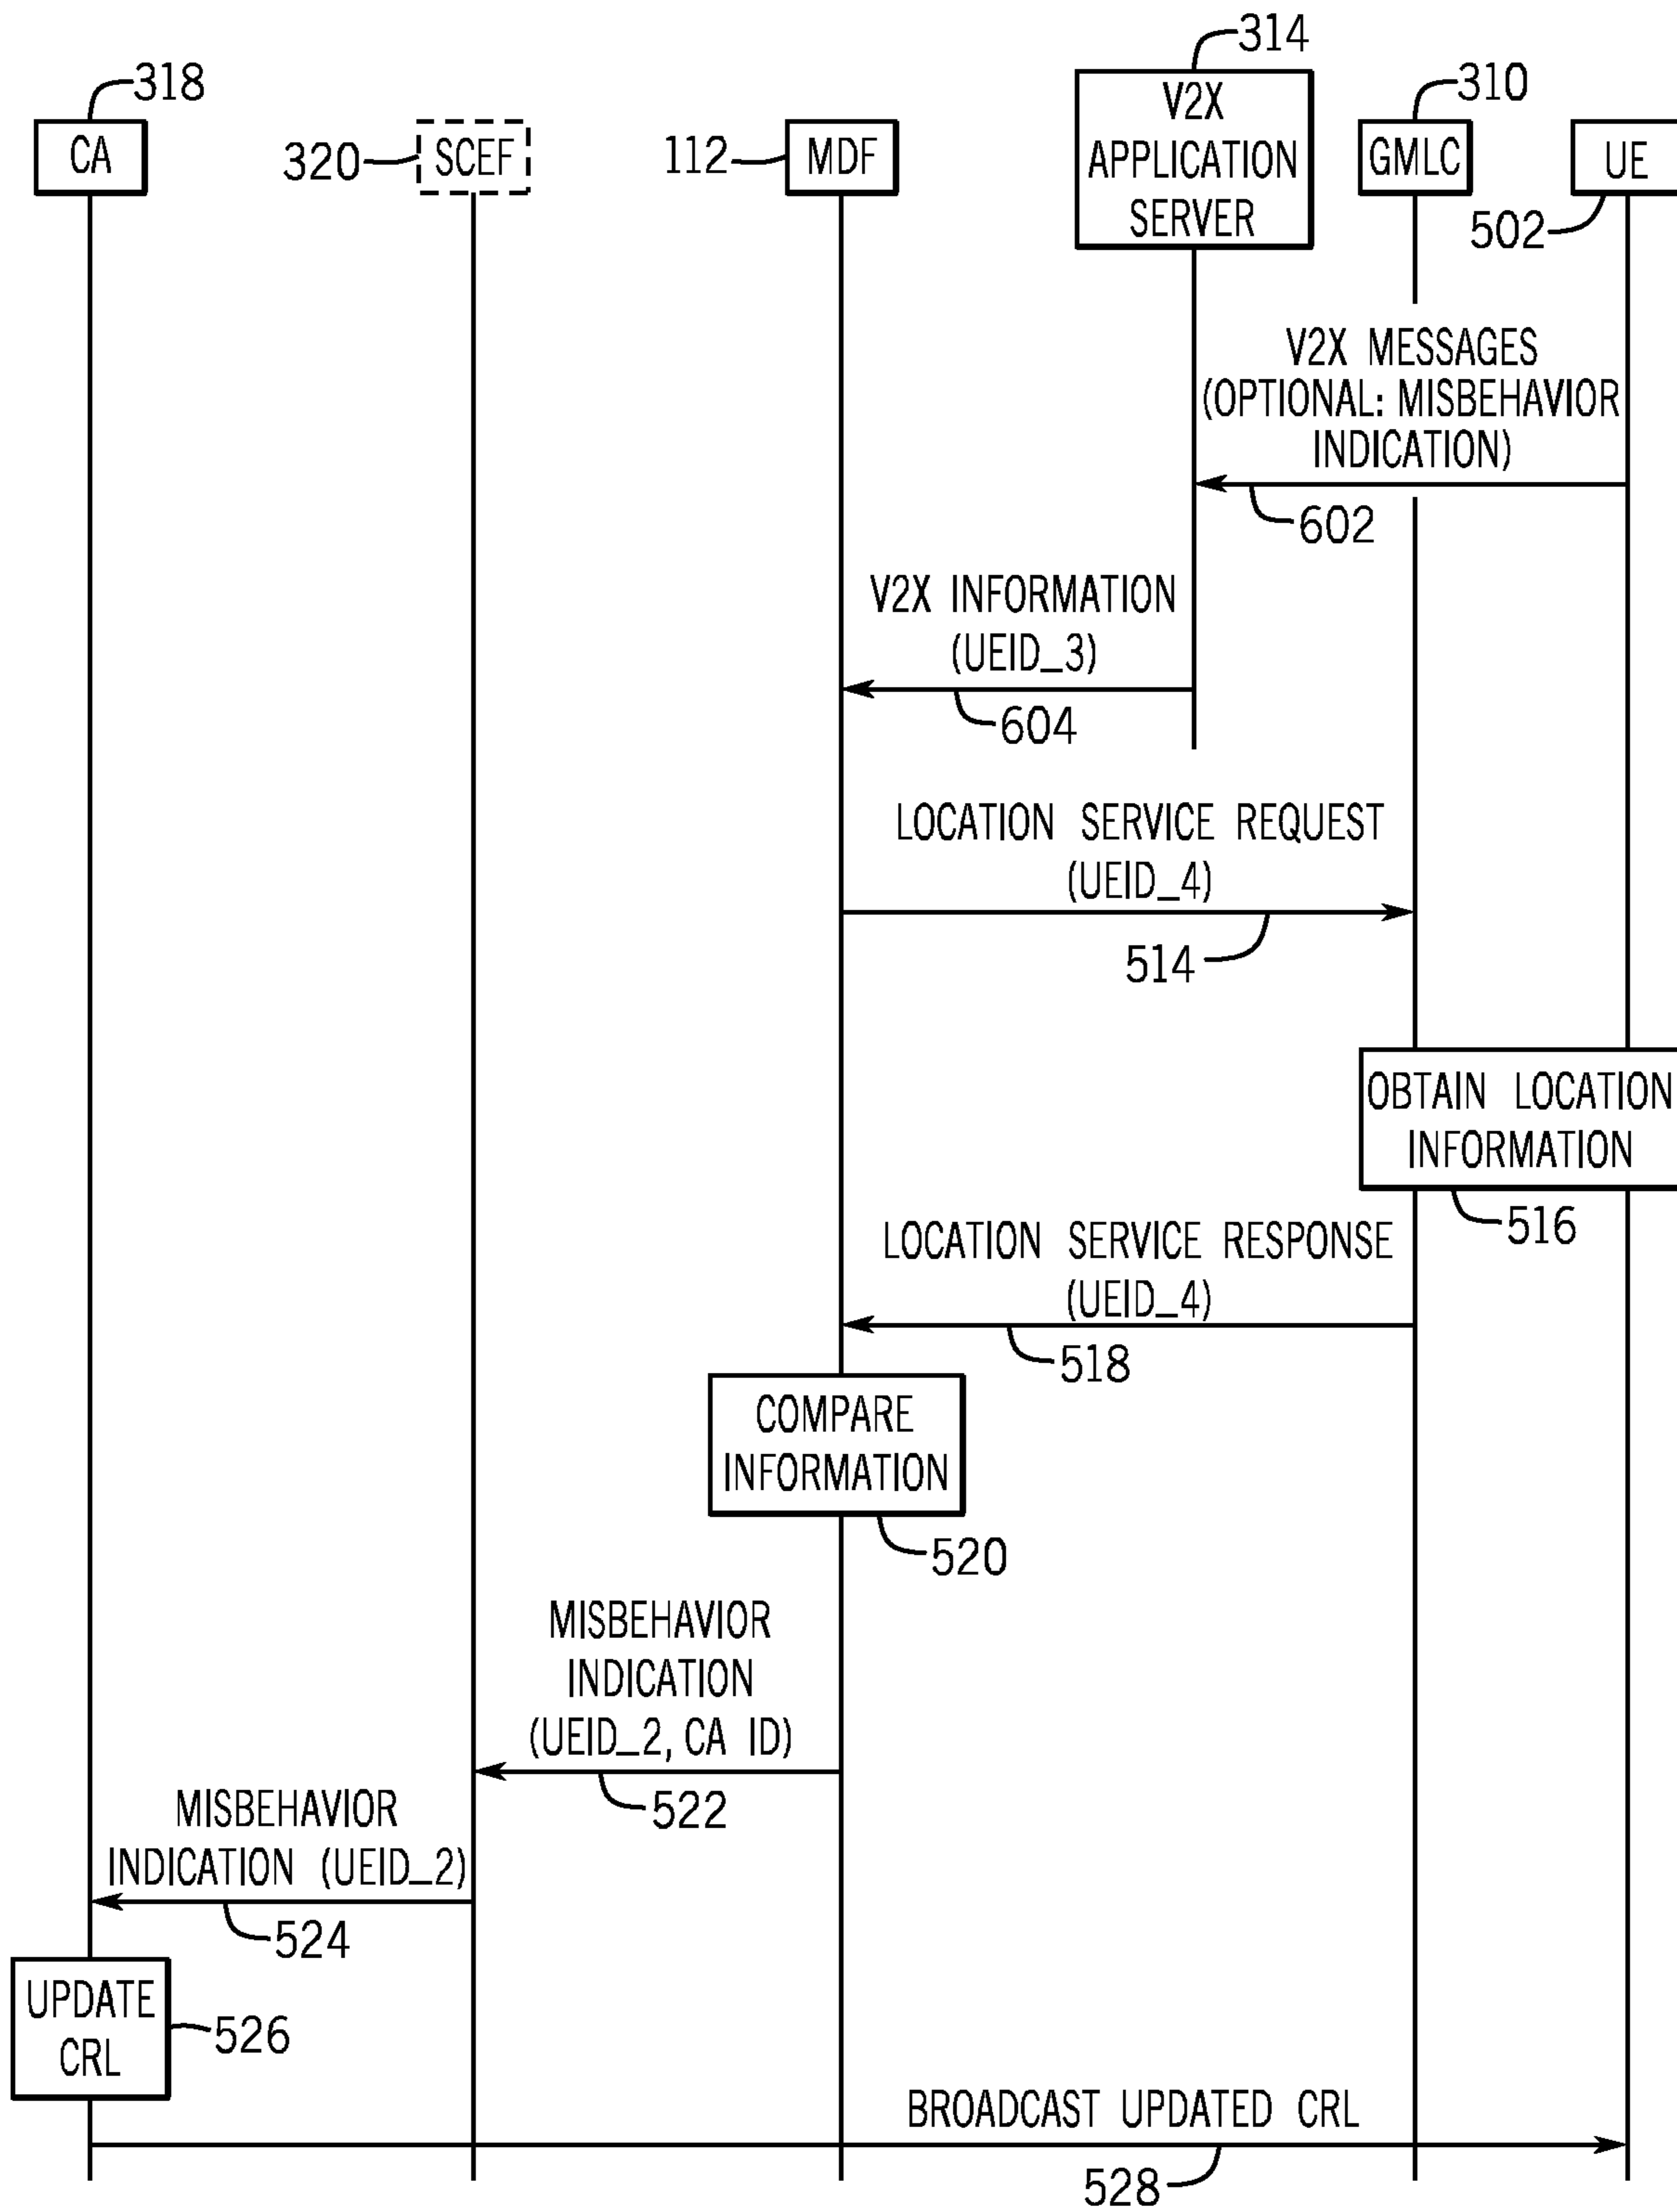 314
318
310
CA
320
SCEF
112
MDF
V2X
APPLICATION
SERVER
GMLC
UE
502
V2X MESSAGES
(OPTIONAL: MISBEHAVIOR
INDICATION)
602
V2X INFORMATION
(UEID_3)
604
LOCATION SERVICE REQUEST
(UEID_4)
514
OBTAIN LOCATION
INFORMATION
516
LOCATION SERVICE RESPONSE
(UEID_4)
518
COMPARE
INFORMATION
520
MISBEHAVIOR
INDICATION
(UEID_2, CA ID)
522
MISBEHAVIOR
INDICATION (UEID_2)
524
UPDATE
CRL
526
BROADCAST UPDATED CRL
528